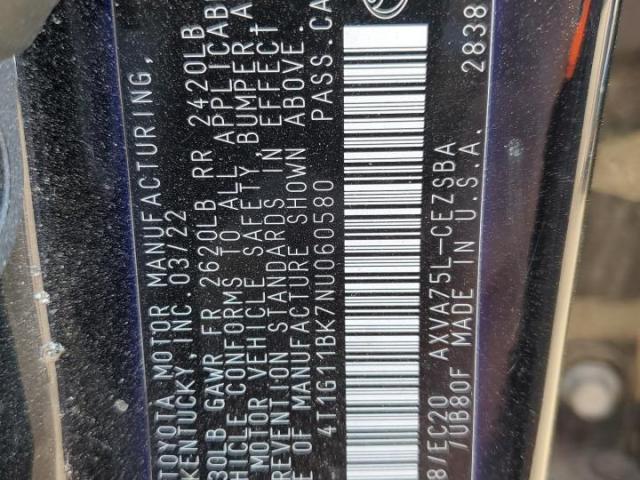 TOYOTA MOTOR MANUFACTURING,
KENTUCKY, INC. 03/22
30LB GAWR FR 2620LB RR 2420LB
HICLE CONFORMS TO ALL APPLICAB
MOTOR VEHICLE SAFETY, BUMPER, A
REVENTION STANDARDS IN EFFECT
E OF MANUFACTURE SHOWN ABOVE.
4T1G11BK7NU060580 PASS.CA
8/EC20 AXVA75L-CEZSBA
7UB80F MADE IN U.S.A. 2838